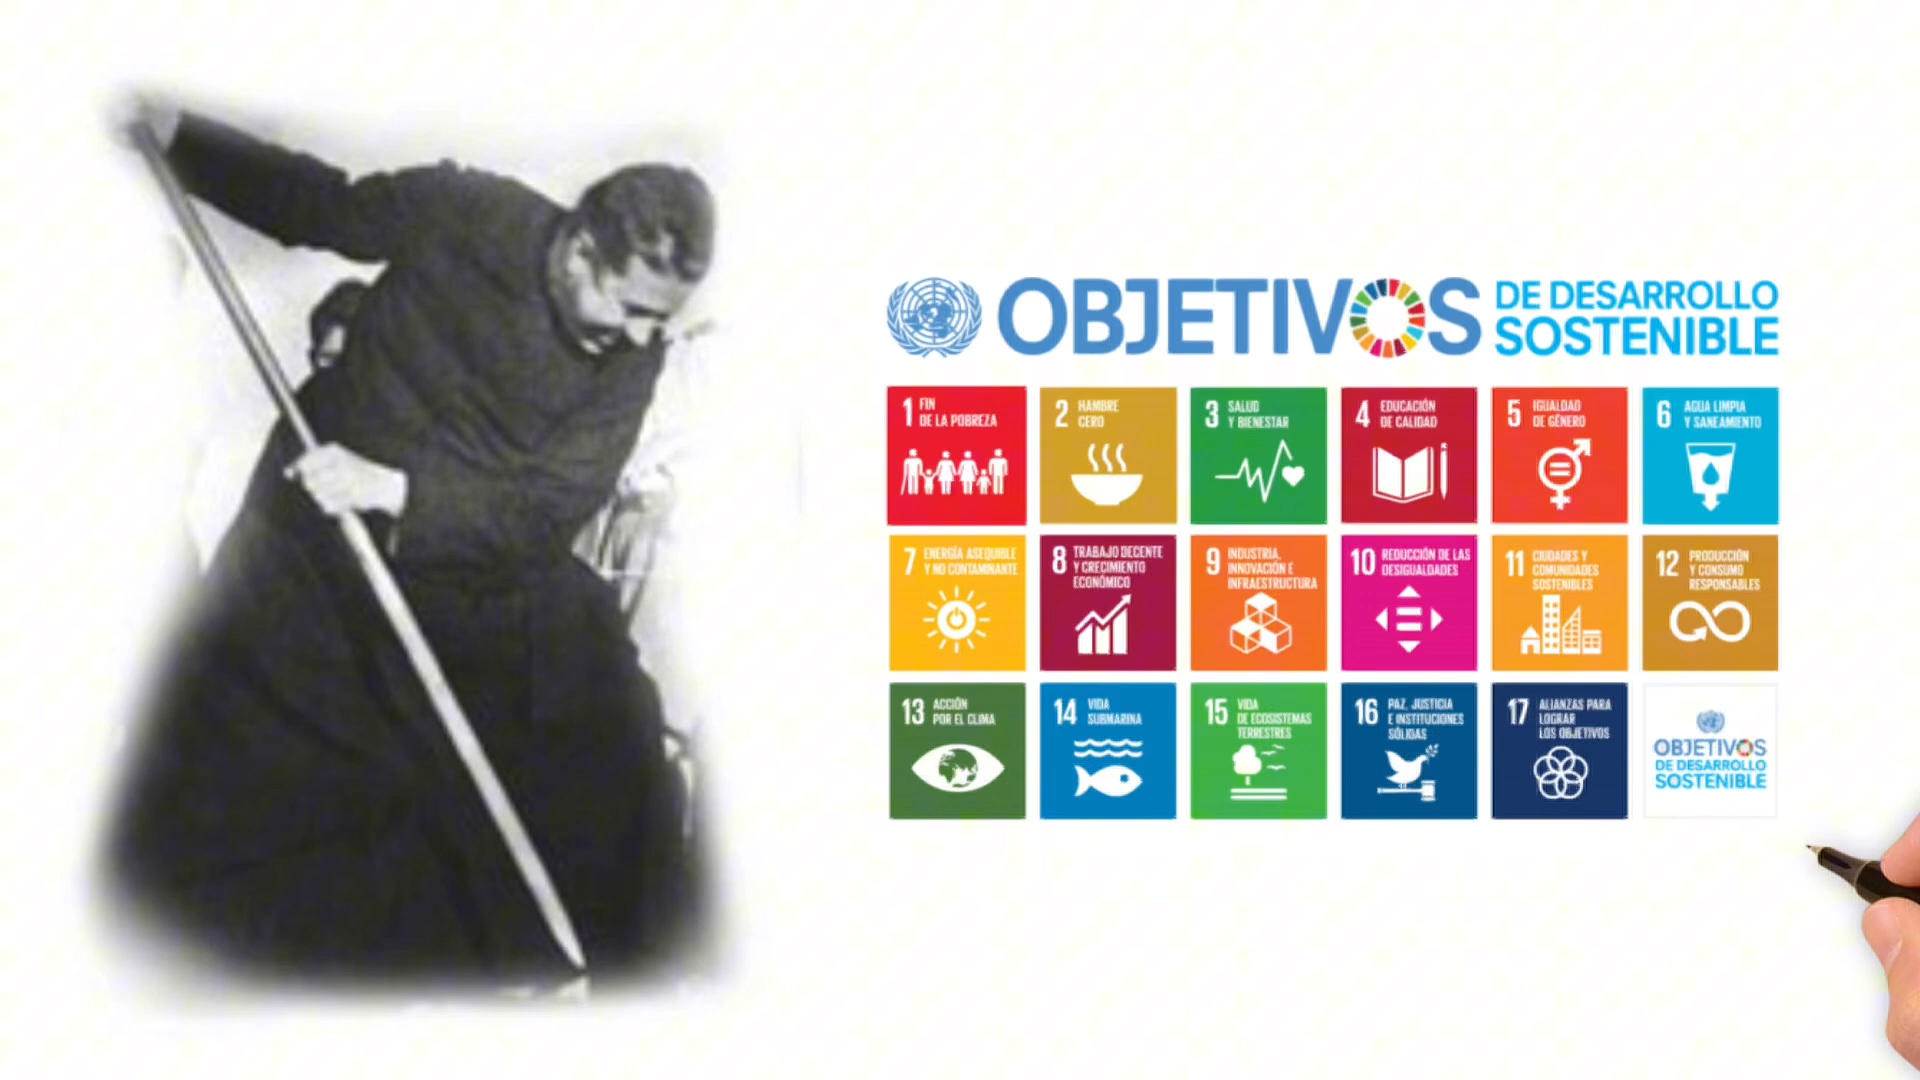 OBJETIVOS DE DESARROLLO
SOSTENIBLE
1 FIN
DE LA POBREZA
2 HAMBRE
CERO
3 SALUD
Y BIENESTAR
4 EDUCACIÓN
DE CALIDAD
5 IGUALDAD
DE GÉNERO
6 AGUA LIMPIA
Y SANEAMIENTO
7 ENERGÍA ASEQUIBLE
Y NO CONTAMINANTE
8 TRABAJO DECENTE
Y CRECIMIENTO
ECONÓMICO
9 INDUSTRIA,
INNOVACIÓN E
INFRAESTRUCTURA
10 REDUCCIÓN DE LAS
DESIGUALDADES
11 CIUDADES Y
COMUNIDADES
SOSTENIBLES
12 PRODUCCIÓN
Y CONSUMO
RESPONSABLES
13 ACCIÓN
POR EL CLIMA
14 VIDA
SUBMARINA
15 VIDA
DE ECOSISTEMAS
TERRESTRES
16 PAZ, JUSTICIA
E INSTITUCIONES
SÓLIDAS
17 ALIANZAS PARA
LOGRAR
LOS OBJETIVOS
OBJETIVOS
DE DESARROLLO
SOSTENIBLE